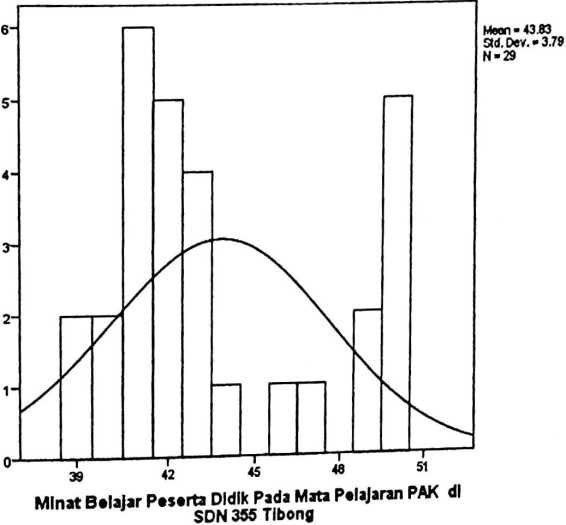 6
5
4
3
2
1
0
39 42 45 48 51
Mean = 43.83
Std. Dev. = 3.79
N = 29
Minat Belajar Peserta Didik Pada Mata Pelajaran PAK di
SDN 355 Tibong